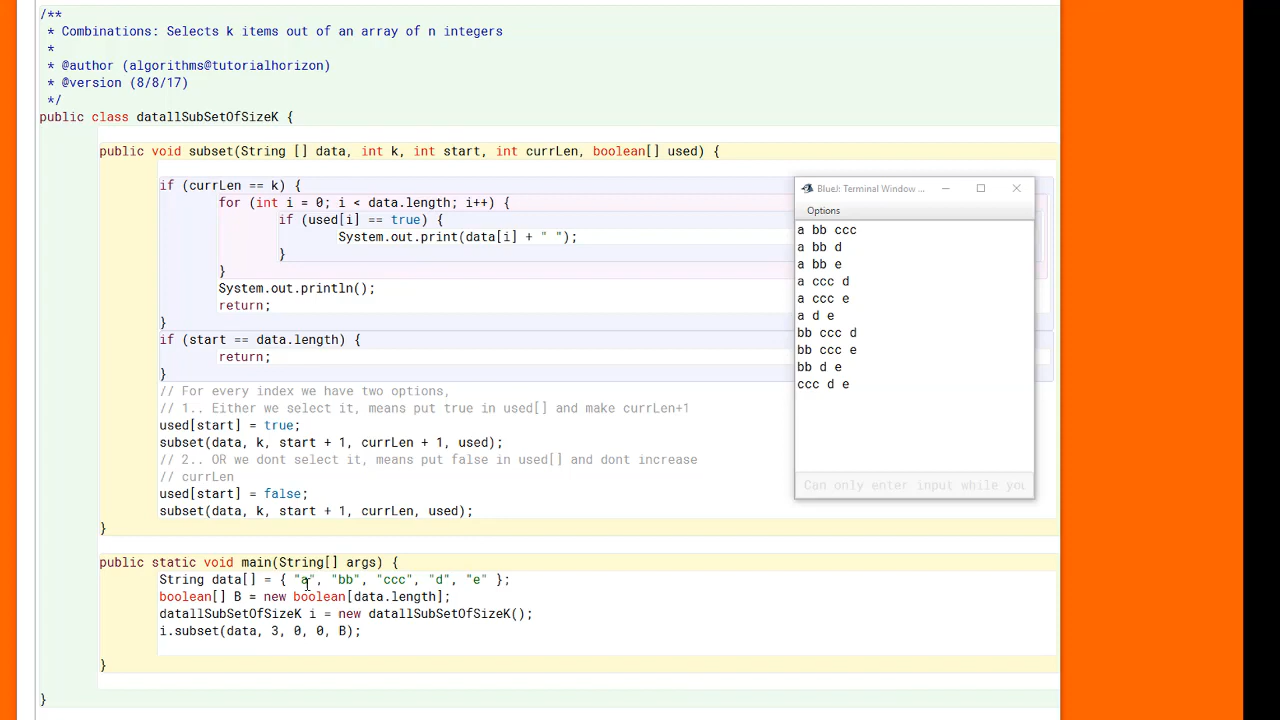 /**
* Combinations: Selects k items out of an array of n integers
*
* @author (algorithms@tutorialhorizon)
* @version (8/8/17)
*/
public class datallSubSetOfSizeK {
public void subset(String [] data, int k, int start, int currLen, boolean[] used) {
if (currLen == k) {
for (int i = 0; i < data.length; i++) {
if (used[i] == true) {
System.out.print(data[i] + " ");
}
}
System.out.println();
return;
}
if (start == data.length) {
return;
}
// For every index we have two options,
// 1.. Either we select it, means put true in used[] and make currLen+1
used[start] = true;
subset(data, k, start + 1, currLen + 1, used);
// 2.. OR we dont select it, means put false in used[] and dont increase
// currLen
used[start] = false;
subset(data, k, start + 1, currLen, used);
}
public static void main(String[] args) {
String data[] = { "a", "bb", "ccc", "d", "e" };
boolean[] B = new boolean[data.length];
datallSubSetOfSizeK i = new datallSubSetOfSizeK();
i.subset(data, 3, 0, 0, B);
}
}
BlueJ: Terminal Window ...
Options
a bb ccc
a bb d
a bb e
a ccc d
a ccc e
a d e
bb ccc d
bb ccc e
bb d e
ccc d e
Can only enter input while you